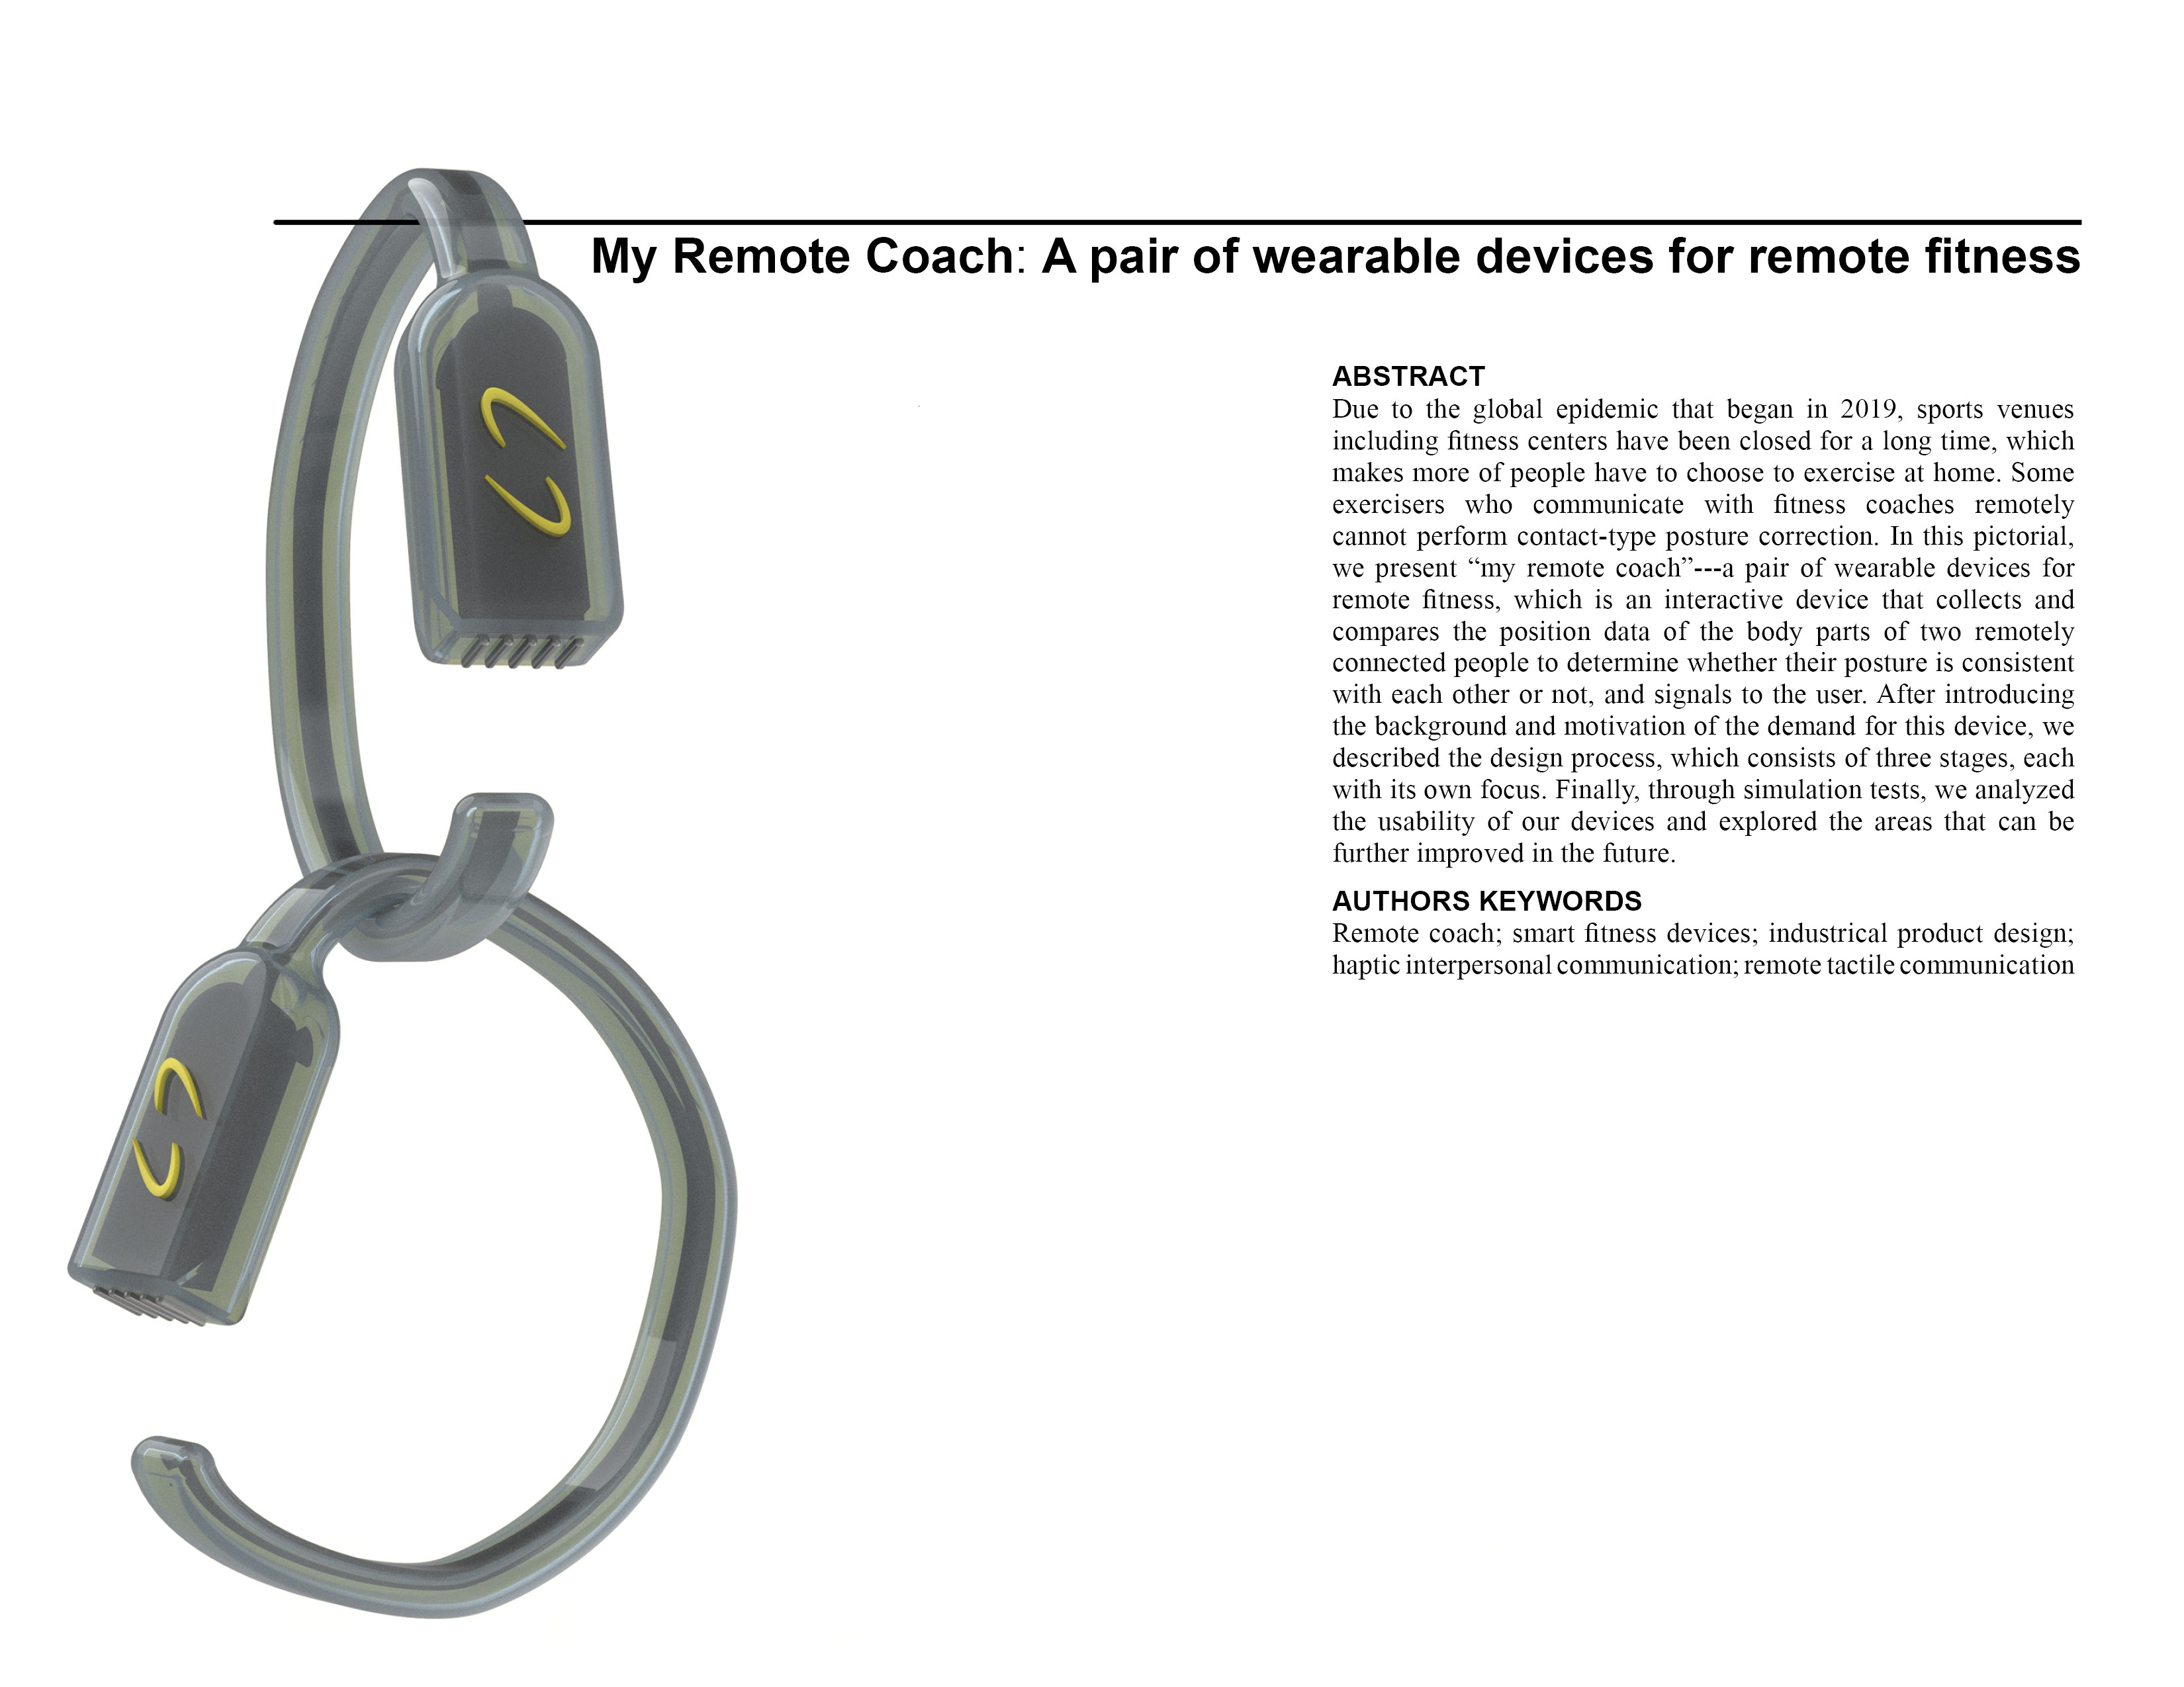 My Remote Coach: A pair of wearable devices for remote fitness
ABSTRACT
Due to the global epidemic that began in 2019, sports venues
including fitness centers have been closed for a long time, which
makes more of people have to choose to exercise at home. Some
exercisers who communicate with fitness coaches remotely
cannot perform contact-type posture correction. In this pictorial,
we present “my remote coach”---a pair of wearable devices for
remote fitness, which is an interactive device that collects and
compares the position data of the body parts of two remotely
connected people to determine whether their posture is consistent
with each other or not, and signals to the user. After introducing
the background and motivation of the demand for this device, we
described the design process, which consists of three stages, each
with its own focus. Finally, through simulation tests, we analyzed
the usability of our devices and explored the areas that can be
further improved in the future.
AUTHORS KEYWORDS
Remote coach; smart fitness devices; industrical product design;
haptic interpersonal communication; remote tactile communication